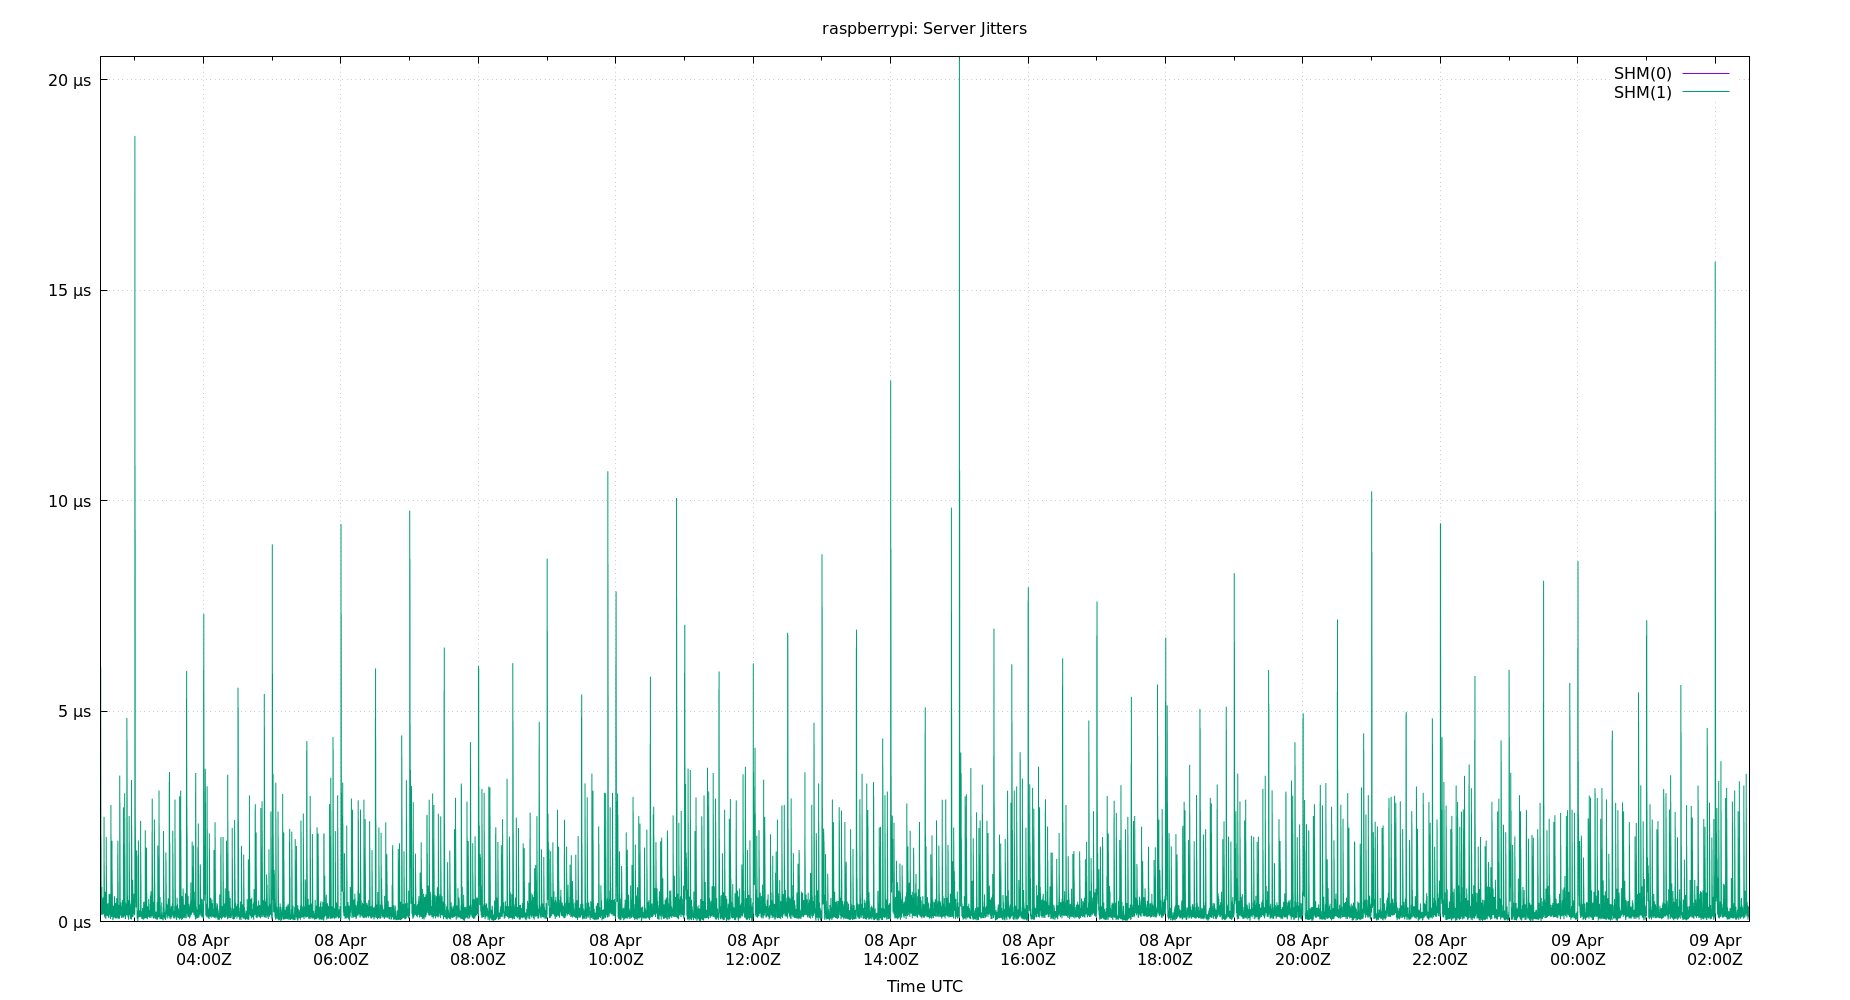 raspberrypi: Server Jitters
SHM(0)
SHM(1)
20 µs
15 µs
10 µs
5 µs
0 µs
08 Apr 08 Apr 08 Apr 08 Apr 08 Apr 08 Apr 08 Apr 08 Apr 08 Apr 08 Apr 09 Apr 09 Apr
04:00Z 06:00Z 08:00Z 10:00Z 12:00Z 14:00Z 16:00Z 18:00Z 20:00Z 22:00Z 00:00Z 02:00Z
Time UTC